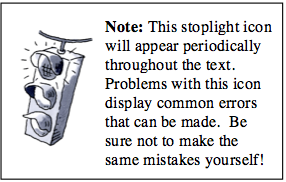 Note: This stoplight icon
will appear periodically
throughout the text.
Problems with this icon
display common errors
that can be made.  Be
sure not to make the
same mistakes yourself!